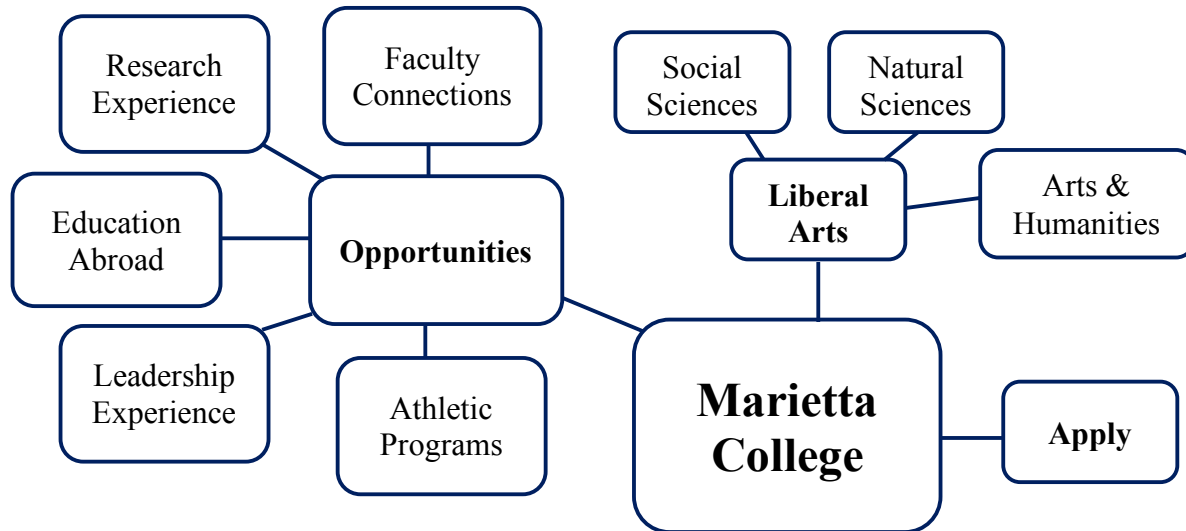 Research
Experience
Faculty
Connections
Social
Sciences
Natural
Sciences
Education
Abroad
Opportunities
Liberal
Arts
Arts &
Humanities
Leadership
Experience
Athletic
Programs
Marietta
College
Apply